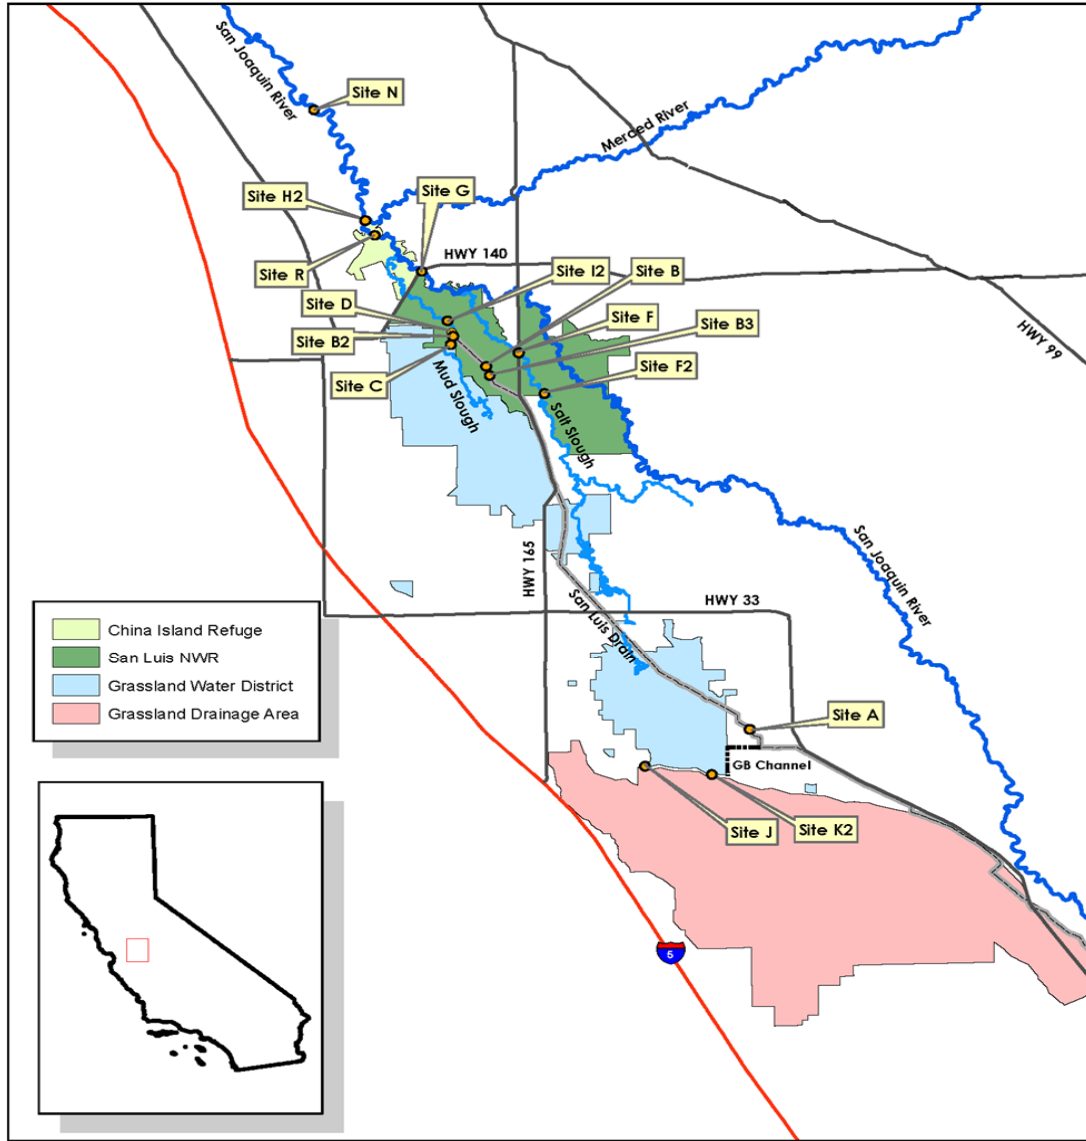 San Joaquin River
Site N
Merced River
Site H2
Site G
Site R
HWY 140
Site I2
Site B
Site D
Site F
Site B3
Site B2
HWY 99
Site C
Mud Slough
Site F2
Salt Slough
San Joaquin River
HWY 165
HWY 33
San Luis Drain
China Island Refuge
San Luis NWR
Grassland Water District
Grassland Drainage Area
Site A
GB Channel
Site J
Site K2
5